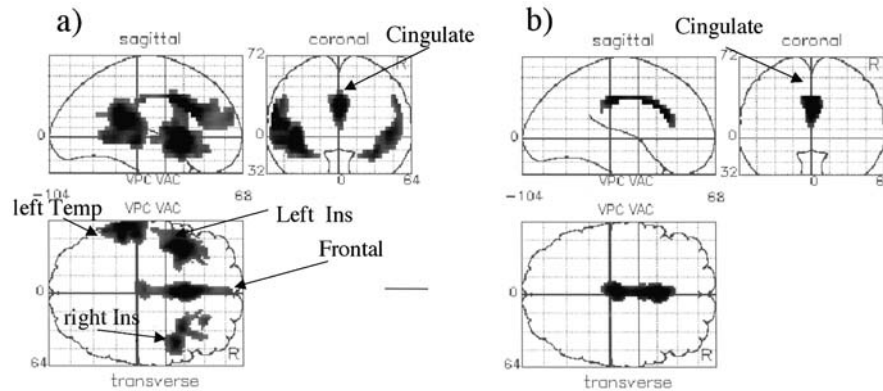 a)
sagittal
coronal
Cingulate
72
R
0
0
32
-104
VPC VAC
68
0
64
VPC VAC
left Temp
Left Ins
Frontal
0
right Ins
R
64
transverse
b)
sagittal
coronal
Cingulate
72
R
0
0
32
-104
VPC VAC
68
0
64
VPC VAC
0
R
64
transverse